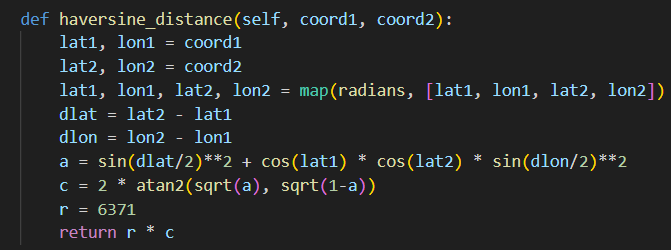 def haversine_distance(self, coord1, coord2):
    lat1, lon1 = coord1
    lat2, lon2 = coord2
    lat1, lon1, lat2, lon2 = map(radians, [lat1, lon1, lat2, lon2])
    dlat = lat2 - lat1
    dlon = lon2 - lon1
    a = sin(dlat/2)**2 + cos(lat1) * cos(lat2) * sin(dlon/2)**2
    c = 2 * atan2(sqrt(a), sqrt(1-a))
    r = 6371
    return r * c